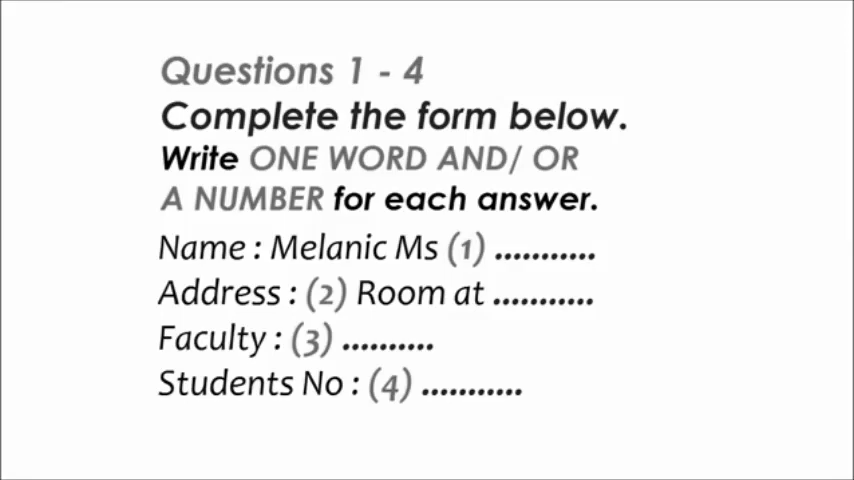 Questions 1 - 4
Complete the form below.
Write ONE WORD AND/ OR
A NUMBER for each answer.
Name : Melanic Ms (1) ...........
Address : (2) Room at ...........
Faculty : (3) ..........
Students No : (4) ...........